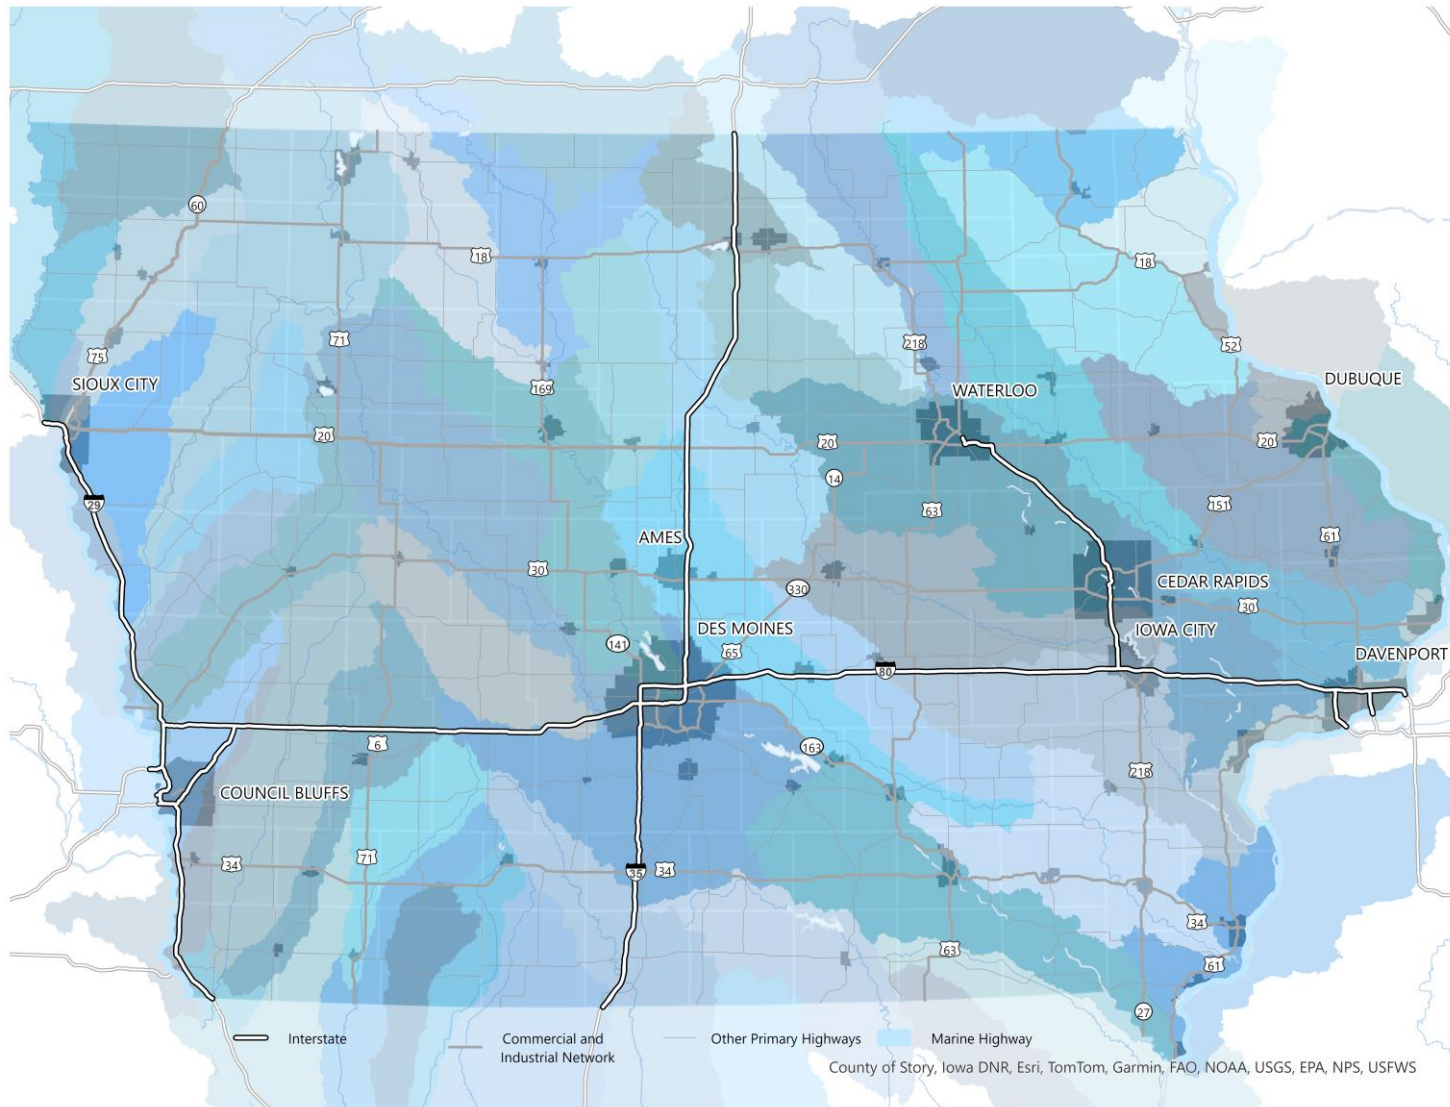 60
18
18
71
218
52
75
SIOUX CITY
DUBUQUE
169
WATERLOO
20
20
20
14
29
63
151
61
AMES
30
CEDAR RAPIDS
330
30
DES MOINES
IOWA CITY
141
65
DAVENPORT
80
6
163
218
COUNCIL BLUFFS
71
34
35
34
34
63
61
27
Interstate
Commercial and
Industrial Network
Other Primary Highways
Marine Highway
County of Story, Iowa DNR, Esri, TomTom, Garmin, FAO, NOAA, USGS, EPA, NPS, USFWS